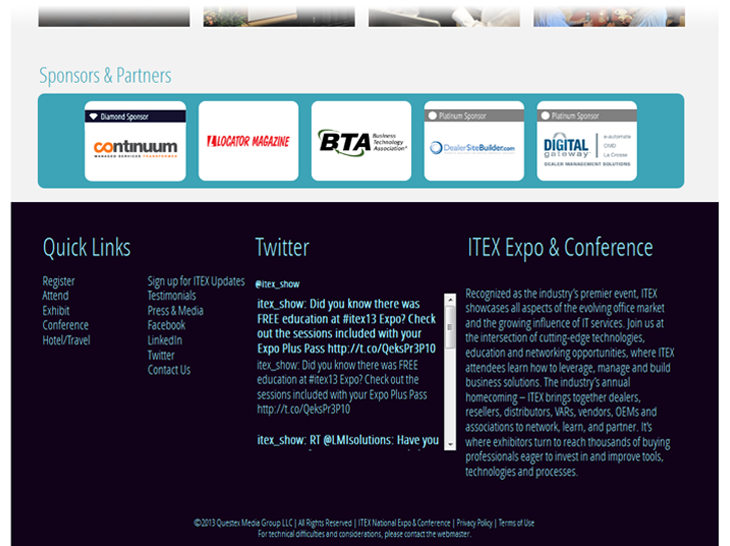 Sponsors & Partners
Diamond Sponsor
continuum
MANAGED SERVICES TRANSFORMED
LOCATOR MAGAZINE
BTA Business
Technology
Association
Platinum Sponsor
DealerSiteBuilder.com
Platinum Sponsor
DIGITAL
gateway
e-automate
OMD
La Crosse
DEALER MANAGEMENT SOLUTIONS
Quick Links
Register
Attend
Exhibit
Conference
Hotel/Travel
Sign up for ITEX Updates
Testimonials
Press & Media
Facebook
LinkedIn
Twitter
Contact Us
Twitter
@itex_show
itex_show: Did you know there was
FREE education at #itex13 Expo? Check
out the sessions included with your
Expo Plus Pass http://t.co/QeksPr3P10
itex_show: Did you know there was FREE
education at #itex13 Expo? Check out the
sessions included with your Expo Plus Pass
http://t.co/QeksPr3P10
itex_show: RT @LMIsolutions: Have you
ITEX Expo & Conference
Recognized as the industry's premier event, ITEX
showcases all aspects of the evolving office market
and the growing influence of IT services. Join us at
the intersection of cutting-edge technologies,
education and networking opportunities, where ITEX
attendees learn how to leverage, manage and build
business solutions. The industry's annual
homecoming – ITEX brings together dealers,
resellers, distributors, VARs, vendors, OEMs and
associations to network, learn, and partner. It's
where exhibitors turn to reach thousands of buying
professionals eager to invest in and improve tools,
technologies and processes.
©2013 Questex Media Group LLC | All Rights Reserved | ITEX National Expo & Conference | Privacy Policy | Terms of Use
For technical difficulties and considerations, please contact the webmaster.